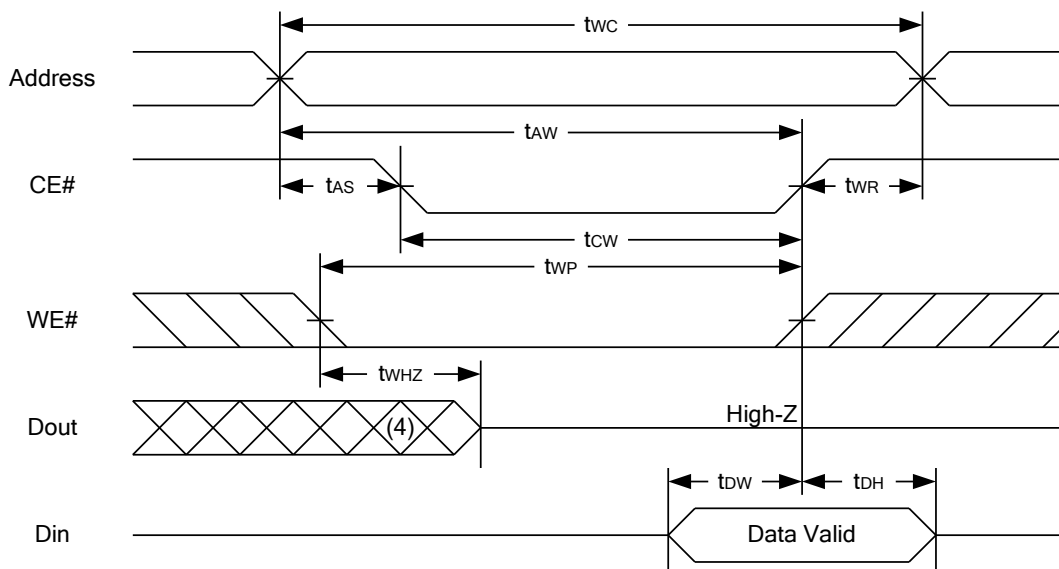 tWC
Address
tAW
CE#
tAS
tWR
tCW
tWP
WE#
tWHZ
Dout
(4)
High-Z
tDW
tDH
Din
Data Valid